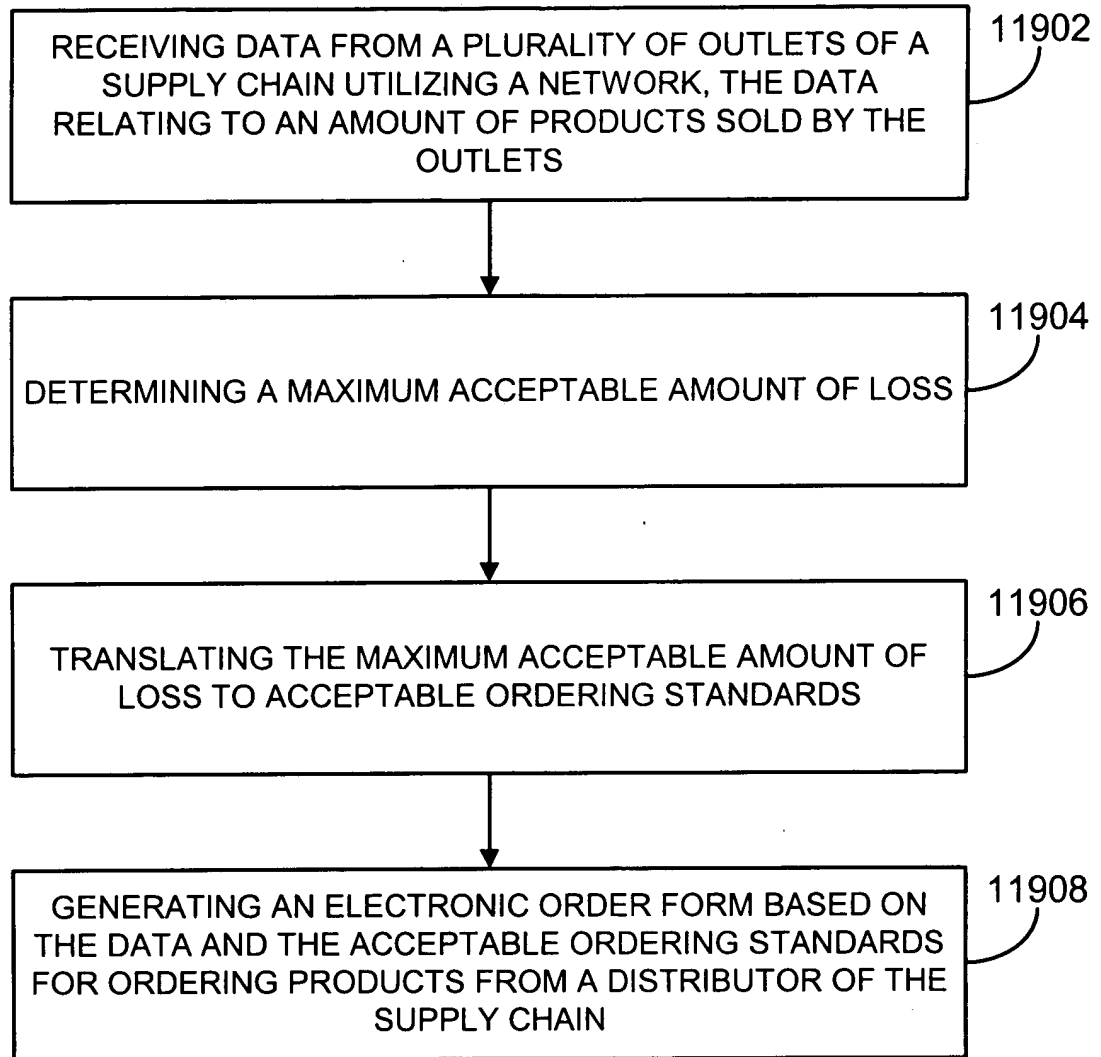 RECEIVING DATA FROM A PLURALITY OF OUTLETS OF A
SUPPLY CHAIN UTILIZING A NETWORK, THE DATA
RELATING TO AN AMOUNT OF PRODUCTS SOLD BY THE
OUTLETS
11902
DETERMINING A MAXIMUM ACCEPTABLE AMOUNT OF LOSS
11904
TRANSLATING THE MAXIMUM ACCEPTABLE AMOUNT OF
LOSS TO ACCEPTABLE ORDERING STANDARDS
11906
GENERATING AN ELECTRONIC ORDER FORM BASED ON
THE DATA AND THE ACCEPTABLE ORDERING STANDARDS
FOR ORDERING PRODUCTS FROM A DISTRIBUTOR OF THE
SUPPLY CHAIN
11908